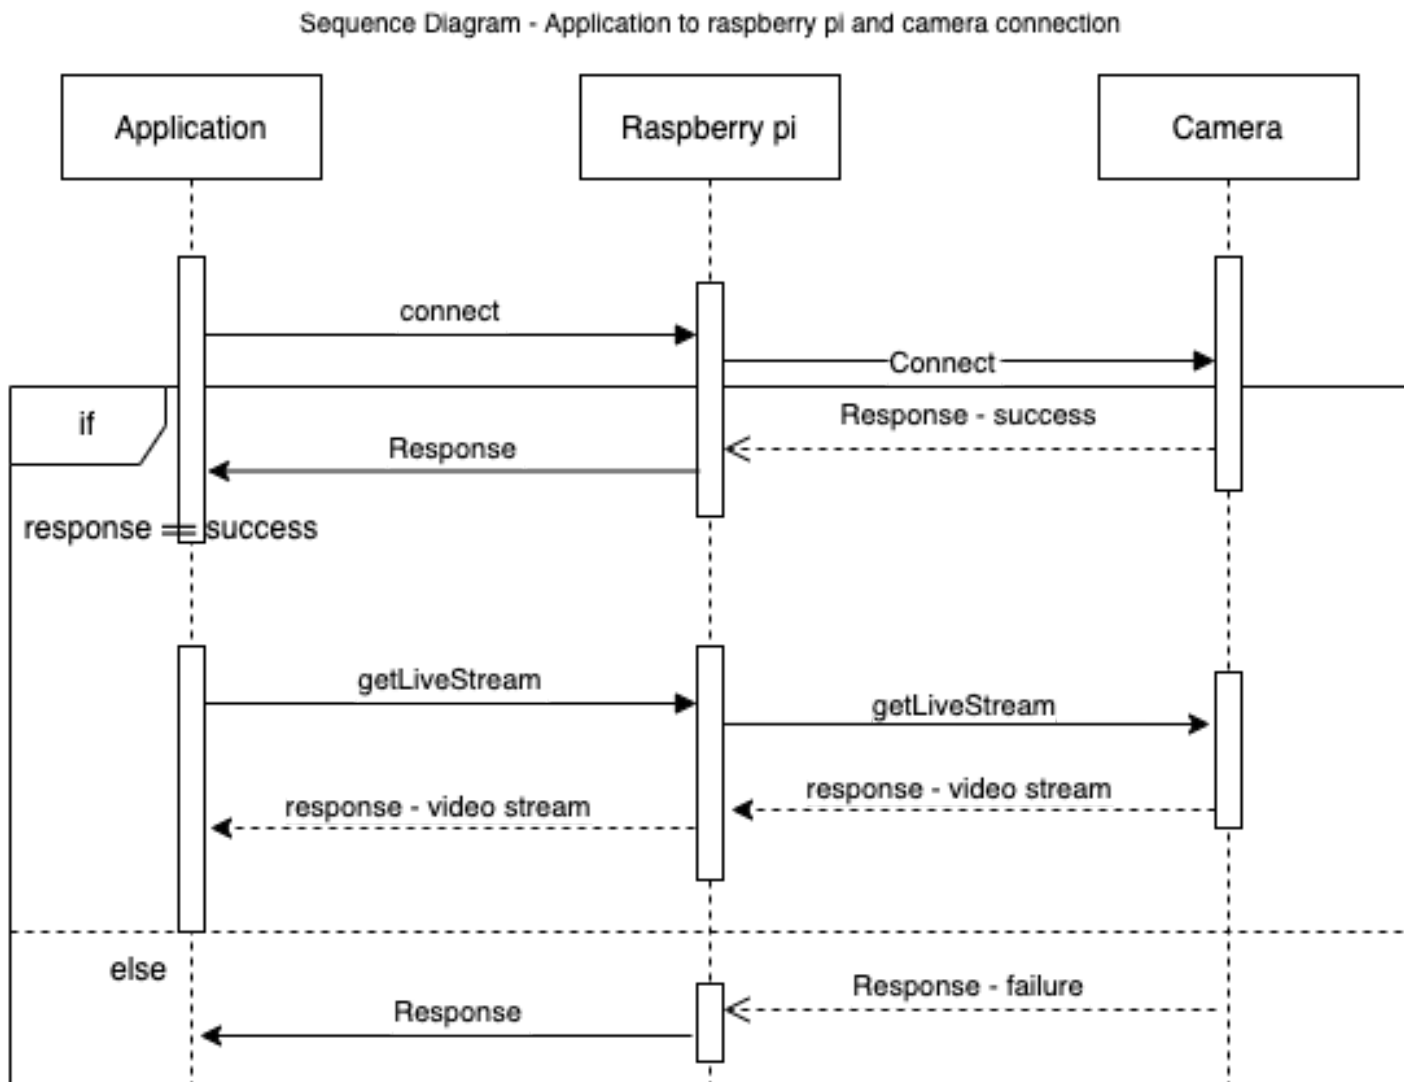 Sequence Diagram - Application to raspberry pi and camera connection
Application
Raspberry pi
Camera
connect
Connect
if
Response - success
Response
response == success
getLiveStream
getLiveStream
response - video stream
response - video stream
else
Response - failure
Response